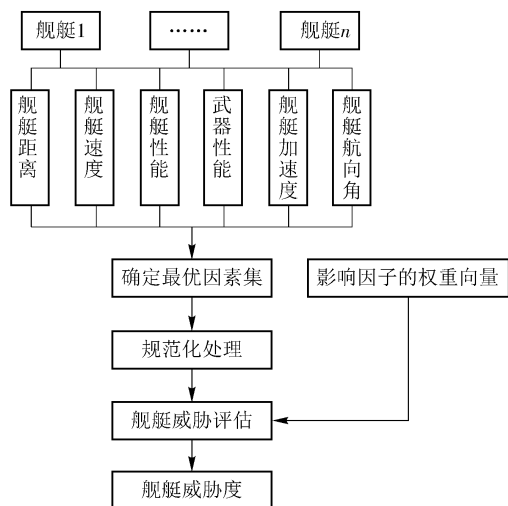 舰艇1
……
舰艇n
舰艇距离
舰艇速度
舰艇性能
武器性能
舰艇加速度
舰艇航向角
确定最优因素集
影响因子的权重向量
规范化处理
舰艇威胁评估
舰艇威胁度